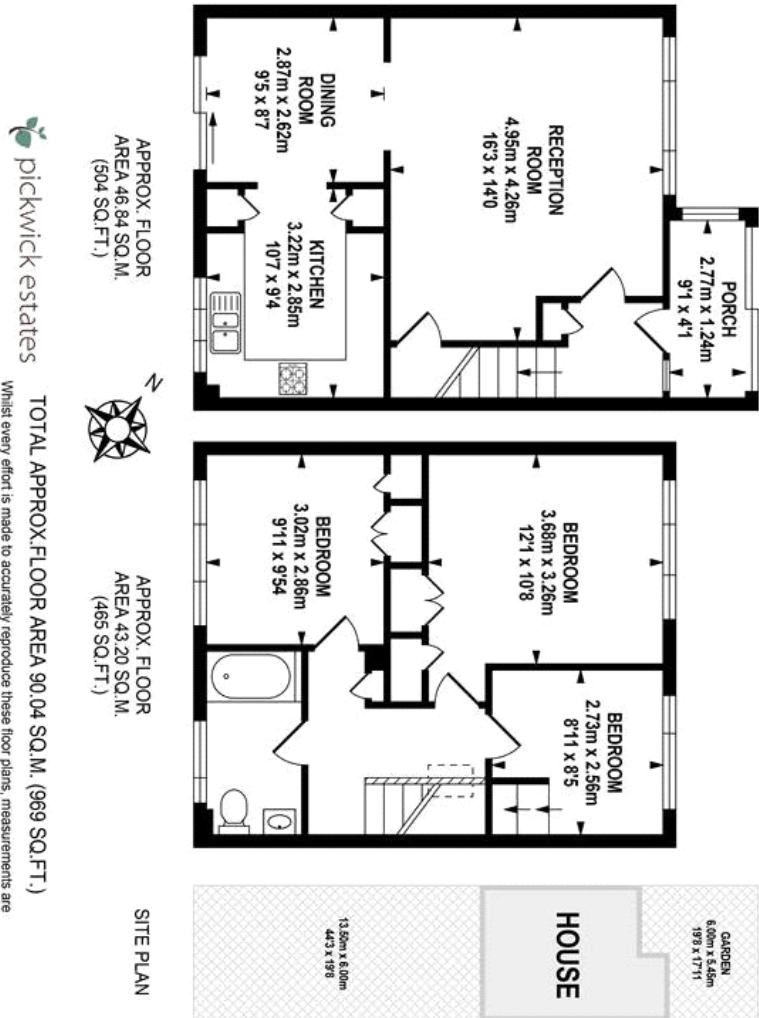 PORCH
2.77m x 1.24m
9'1 x 4'1
RECEPTION
ROOM
4.95m x 4.26m
16'3 x 14'0
DINING
ROOM
2.87m x 2.62m
9'5 x 8'7
KITCHEN
3.22m x 2.85m
10'7 x 9'4
APPROX. FLOOR
AREA 46.84 SQ.M.
(504 SQ.FT.)
BEDROOM
3.68m x 3.26m
12'1 x 10'8
BEDROOM
2.73m x 2.56m
8'11 x 8'5
BEDROOM
3.02m x 2.86m
9'11 x 9'54
APPROX. FLOOR
AREA 43.20 SQ.M.
(465 SQ.FT.)
GARDEN
6.00m x 5.45m
19'8 x 17'11
HOUSE
13.50m x 6.00m
44'3 x 19'8
SITE PLAN
N
pickwick estates
TOTAL APPROX.FLOOR AREA 90.04 SQ.M. (969 SQ.FT.)
Whilst every effort is made to accurately reproduce these floor plans, measurements are